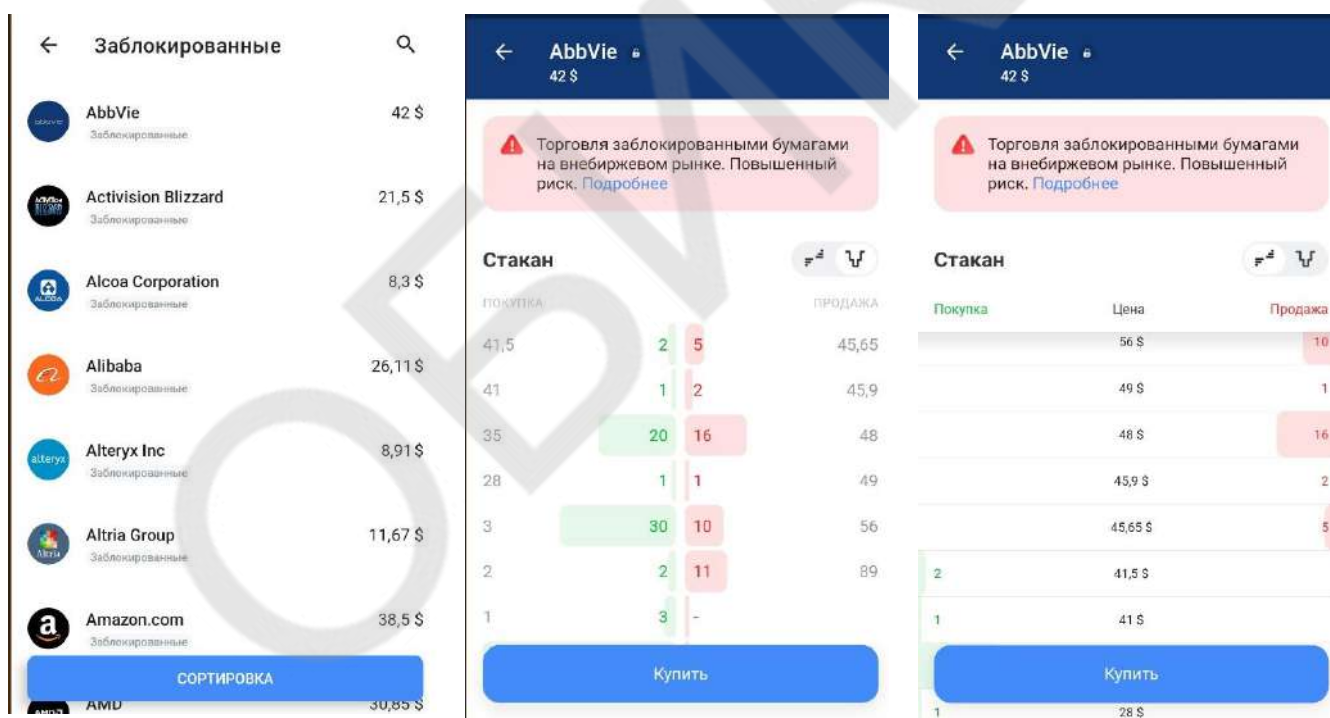 Заблокированные
AbbVie
42 $
Заблокированные
Activision Blizzard
21,5 $
Заблокированные
Alcoa Corporation
8,3 $
Заблокированные
Alibaba
26,11 $
Заблокированные
Alteryx Inc
8,91 $
Заблокированные
Altria Group
11,67 $
Заблокированные
Amazon.com
38,5 $
Заблокированные
СОРТИРОВКА
AMD
30,85 $
AbbVie
42 $
Торговля заблокированными бумагами
на внебиржевом рынке. Повышенный
риск. Подробнее
Стакан
ПОКУПКА ПРОДАЖА
41,5 2 5 45,65
41 1 2 45,9
35 20 16 48
28 1 1 49
3 30 10 56
2 2 11 89
1 3 -
Купить
AbbVie
42 $
Торговля заблокированными бумагами
на внебиржевом рынке. Повышенный
риск. Подробнее
Стакан
Покупка Цена Продажа
56 $ 10
49 $ 1
48 $ 16
45,9 $ 2
45,65 $ 5
2 41,5 $
1 41 $
Купить
1 28 $